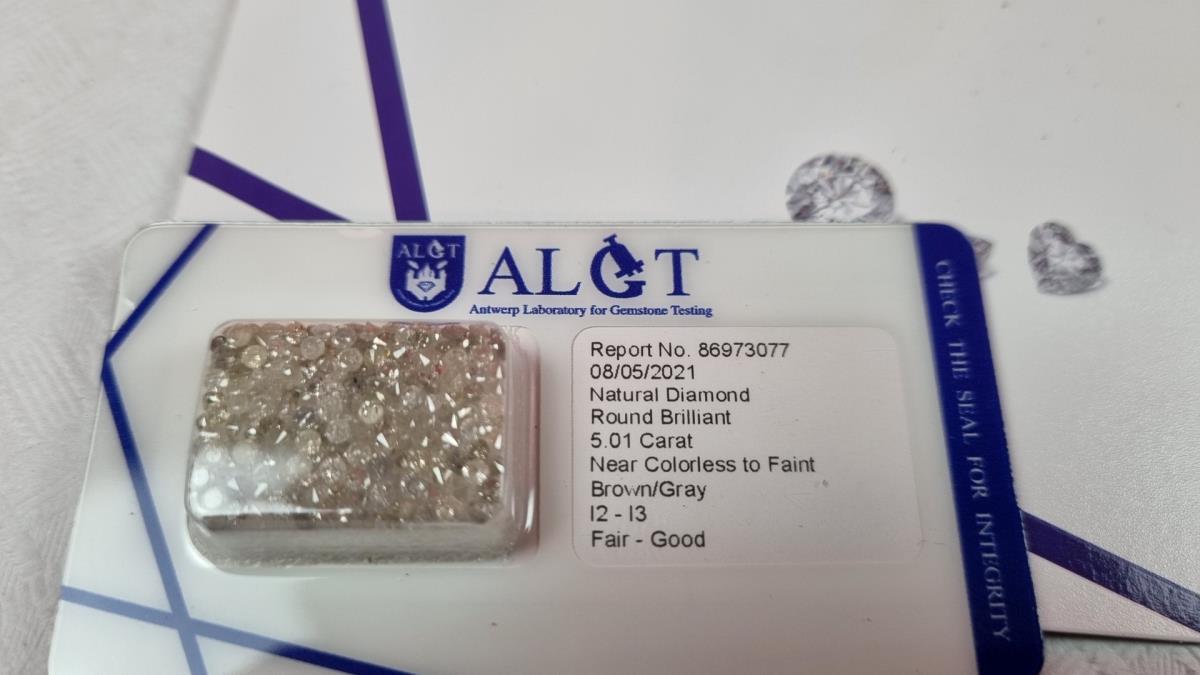 ALGT
ALGT
Antwerp Laboratory for Gemstone Testing
Report No. 86973077
08/05/2021
Natural Diamond
Round Brilliant
5.01 Carat
Near Colorless to Faint
Brown/Gray
I2 - I3
Fair - Good
CHECK THE SEAL FOR INTEGRITY